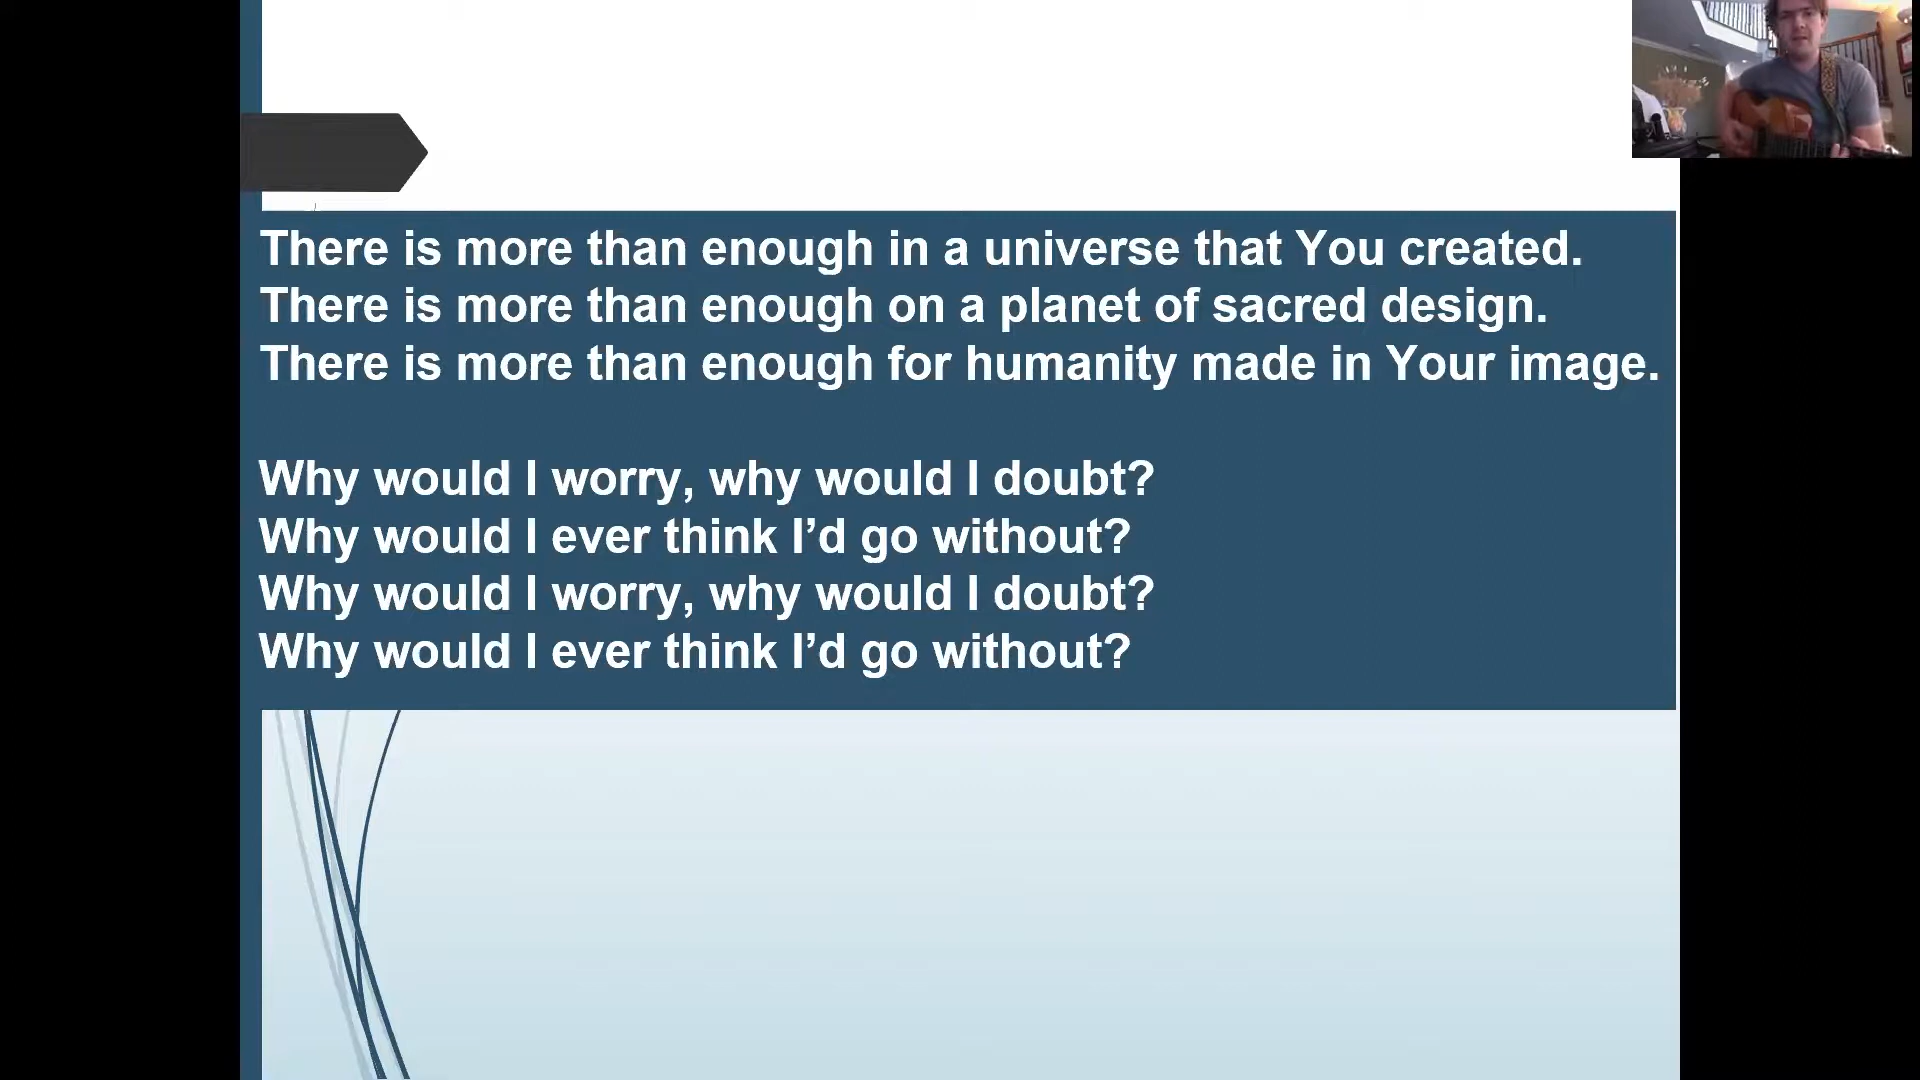 There is more than enough in a universe that You created.
There is more than enough on a planet of sacred design.
There is more than enough for humanity made in Your image.
Why would I worry, why would I doubt?
Why would I ever think I’d go without?
Why would I worry, why would I doubt?
Why would I ever think I’d go without?